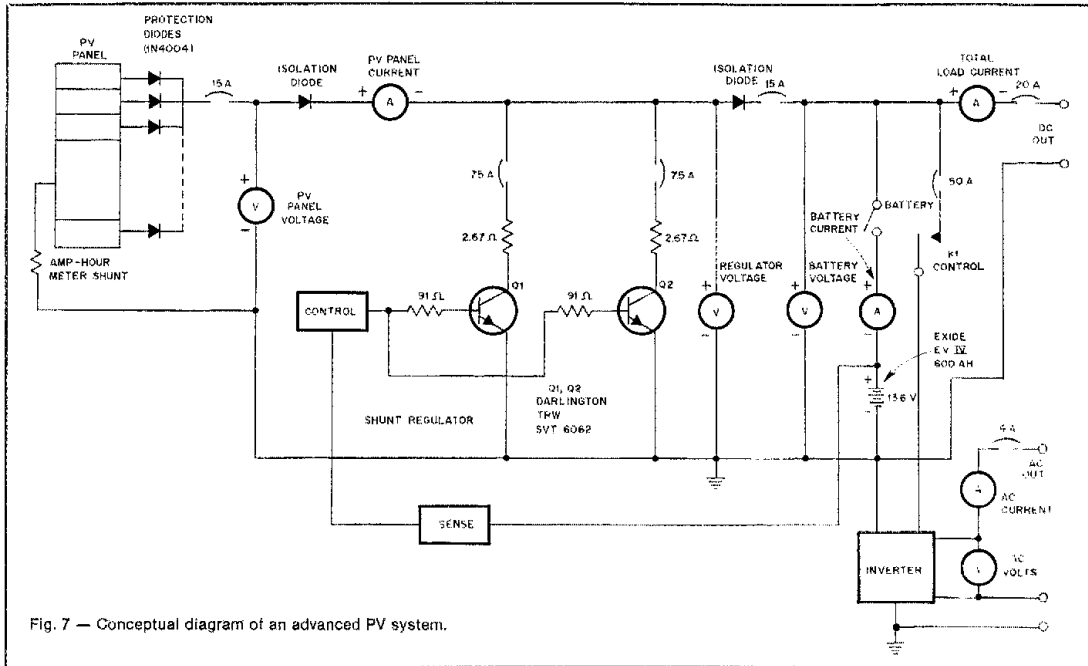 PV
PANEL
PROTECTION
DIODES
(1N4004)
15 A
ISOLATION
DIODE
PV PANEL
CURRENT
+ A −
ISOLATION
DIODE
15 A
TOTAL
LOAD CURRENT
+ A −
20 A
DC
OUT
+
V
−
PV
PANEL
VOLTAGE
AMP-HOUR
METER SHUNT
7.5 A
2.67 Ω
7.5 A
2.67 Ω
50 A
BATTERY
BATTERY
CURRENT
K1
CONTROL
CONTROL
91 Ω
Q1
91 Ω
Q2
REGULATOR
VOLTAGE
+
V
−
BATTERY
VOLTAGE
+
V
−
+
A
−
EXIDE
EV IV
600 AH
+
13.6 V
−
SHUNT REGULATOR
Q1, Q2
DARLINGTON
TRW
SVT 6062
SENSE
4 A
AC
OUT
A
AC
CURRENT
INVERTER
V
AC
VOLTS
Fig. 7 — Conceptual diagram of an advanced PV system.